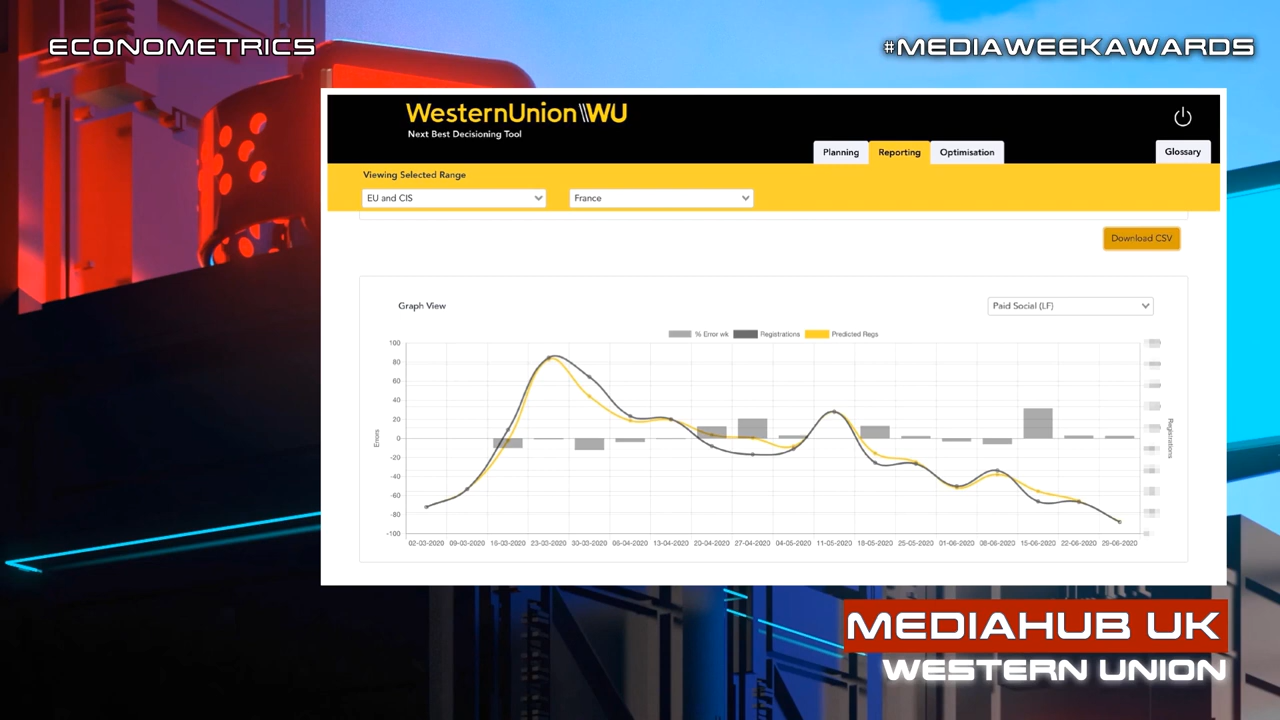 ECONOMETRICS
#MEDIAWEEKAWARDS
WesternUnion\\WU
Next Best Decisioning Tool
Planning
Reporting
Optimisation
Glossary
Viewing Selected Range
EU and CIS
France
Download CSV
Graph View
Paid Social (LF)
% Error wk
Registrations
Predicted Regs
100
80
60
40
20
0
-20
-40
-60
-80
-100
Errors
Registrations
02-03-2020 09-03-2020 16-03-2020 23-03-2020 30-03-2020 06-04-2020 13-04-2020 20-04-2020 27-04-2020 04-05-2020 11-05-2020 18-05-2020 25-05-2020 01-06-2020 08-06-2020 15-06-2020 22-06-2020 29-06-2020
MEDIAHUB UK
WESTERN UNION